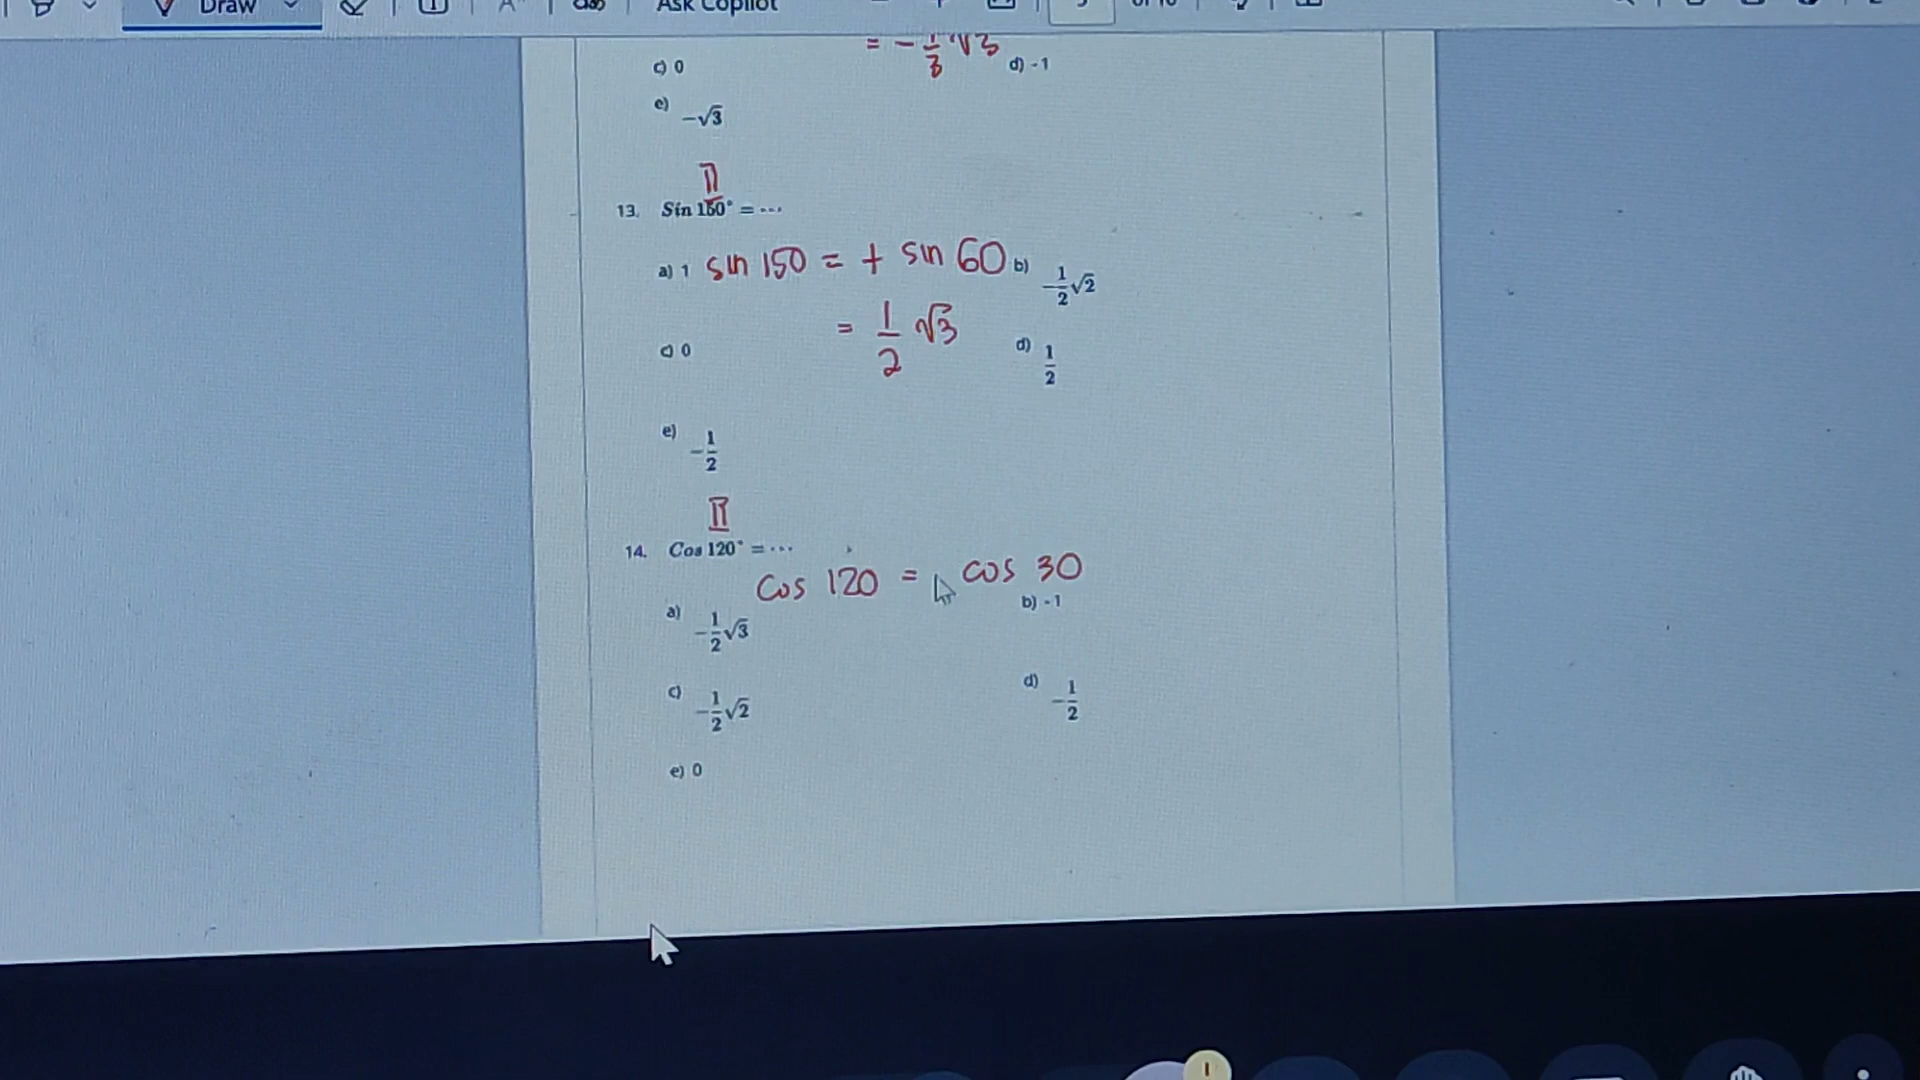 Draw
Ask Copilot
= - 1/3 √3
c) 0
d) -1
e) -√3
II
13. Sin 150° = ⋯
a) 1
sin 150 = + sin 60
b) -1/2√2
= 1/2 √3
c) 0
d) 1/2
e) -1/2
II
14. Cos 120° = ⋯
cos 120 = cos 30
a) -1/2√3
b) -1
c) -1/2√2
d) -1/2
e) 0